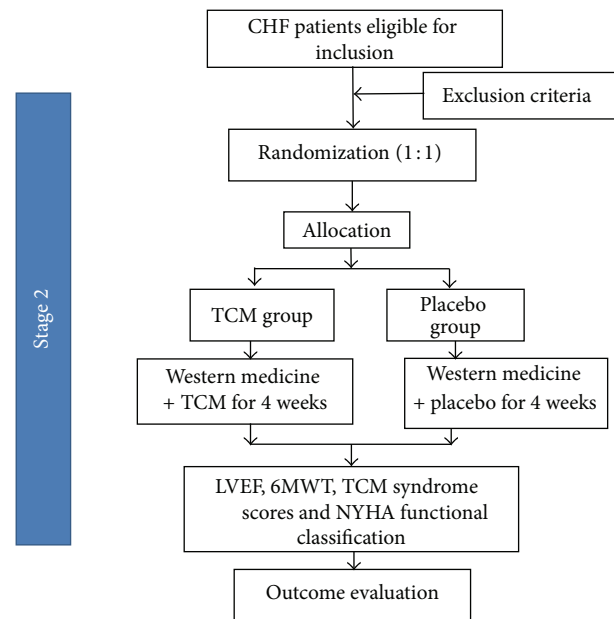 CHF patients eligible for
inclusion
Exclusion criteria
Randomization (1 : 1)
Allocation
Stage 2
TCM group
Placebo
group
Western medicine
+ TCM for 4 weeks
Western medicine
+ placebo for 4 weeks
LVEF, 6MWT, TCM syndrome
scores and NYHA functional
classification
Outcome evaluation